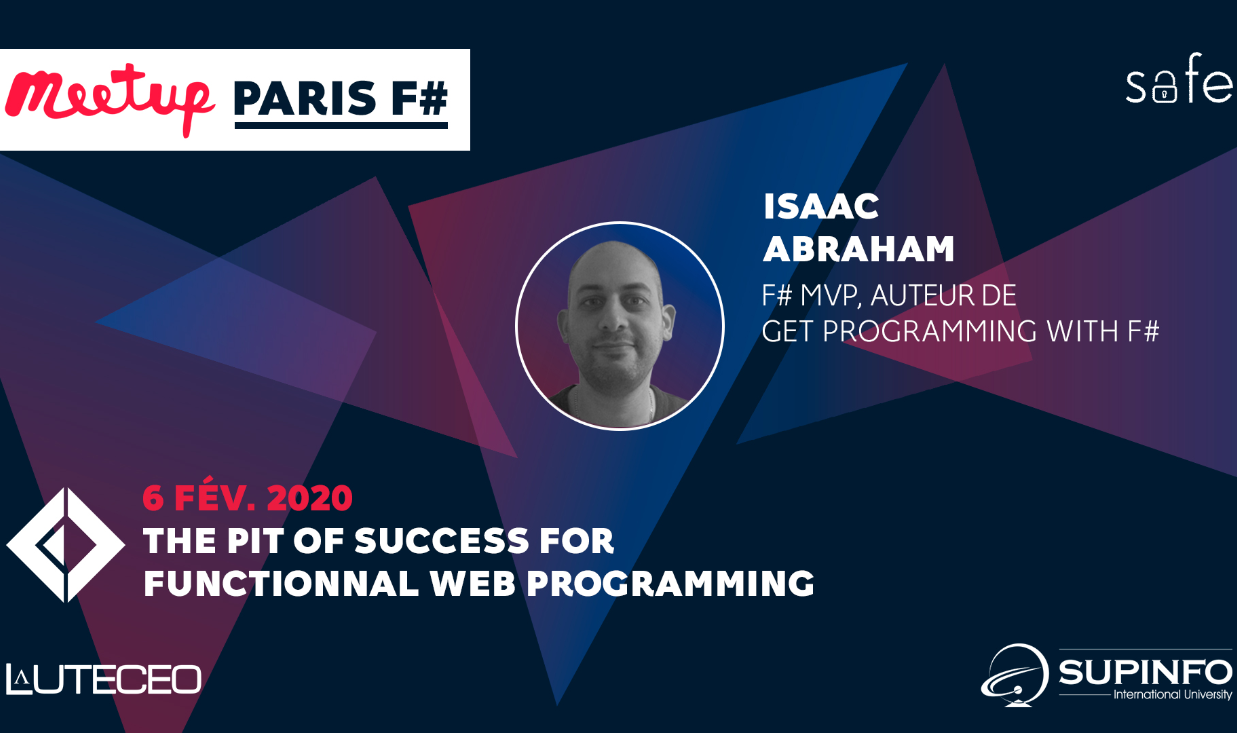 meetup PARIS F#
safe
ISAAC
ABRAHAM
F# MVP, AUTEUR DE
GET PROGRAMMING WITH F#
6 FÉV. 2020
THE PIT OF SUCCESS FOR
FUNCTIONNAL WEB PROGRAMMING
LUTECEO
SUPINFO
International University